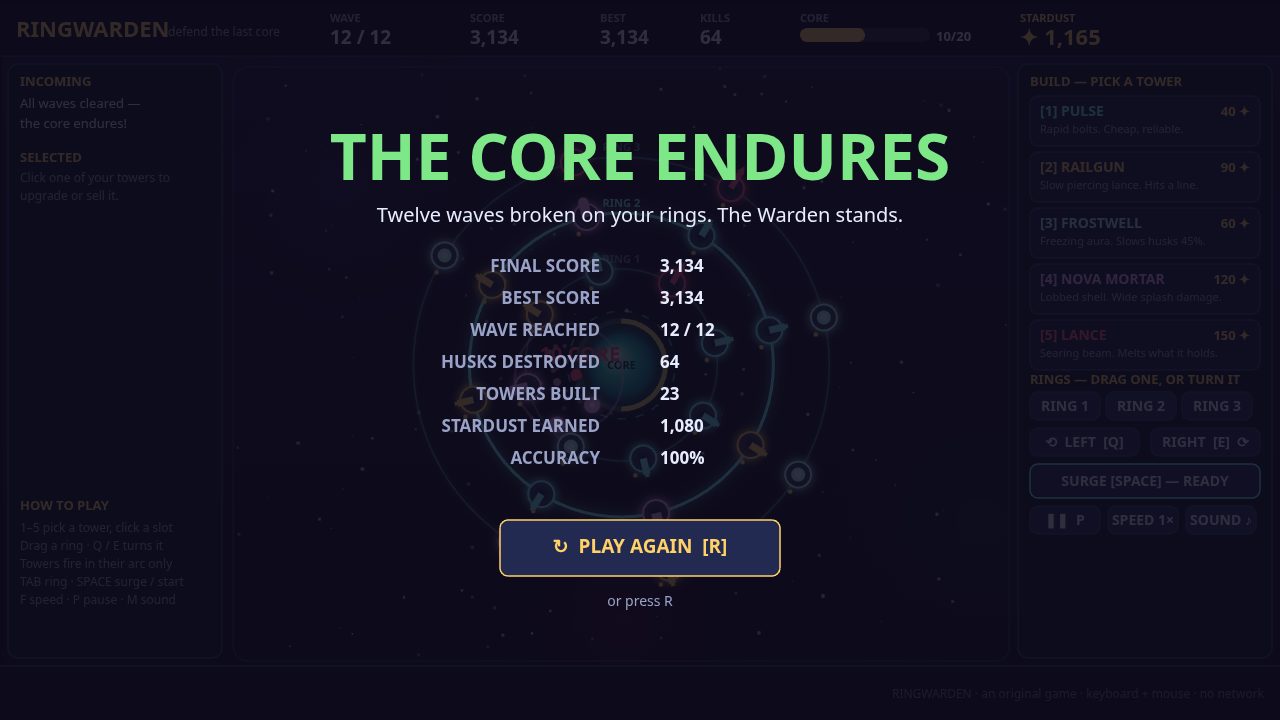 RINGWARDEN defend the last core
WAVE
12 / 12
SCORE
3,134
BEST
3,134
KILLS
64
CORE
10/20
STARDUST
✦ 1,165
INCOMING
All waves cleared —
the core endures!
SELECTED
Click one of your towers to
upgrade or sell it.
HOW TO PLAY
1–5 pick a tower, click a slot
Drag a ring · Q / E turns it
Towers fire in their arc only
TAB ring · SPACE surge / start
F speed · P pause · M sound
THE CORE ENDURES
Twelve waves broken on your rings. The Warden stands.
FINAL SCORE 3,134
BEST SCORE 3,134
WAVE REACHED 12 / 12
HUSKS DESTROYED 64
TOWERS BUILT 23
STARDUST EARNED 1,080
ACCURACY 100%
↻ PLAY AGAIN [R]
or press R
RING 2
RING 1
CORE
CORE
BUILD — PICK A TOWER
[1] PULSE 40 ✦
Rapid bolts. Cheap, reliable.
[2] RAILGUN 90 ✦
Slow piercing lance. Hits a line.
[3] FROSTWELL 60 ✦
Freezing aura. Slows husks 45%.
[4] NOVA MORTAR 120 ✦
Lobbed shell. Wide splash damage.
[5] LANCE 150 ✦
Searing beam. Melts what it holds.
RINGS — DRAG ONE, OR TURN IT
RING 1 RING 2 RING 3
⟲ LEFT [Q] RIGHT [E] ⟳
SURGE [SPACE] — READY
❚❚ P SPEED 1× SOUND ♪
RINGWARDEN · an original game · keyboard + mouse · no network